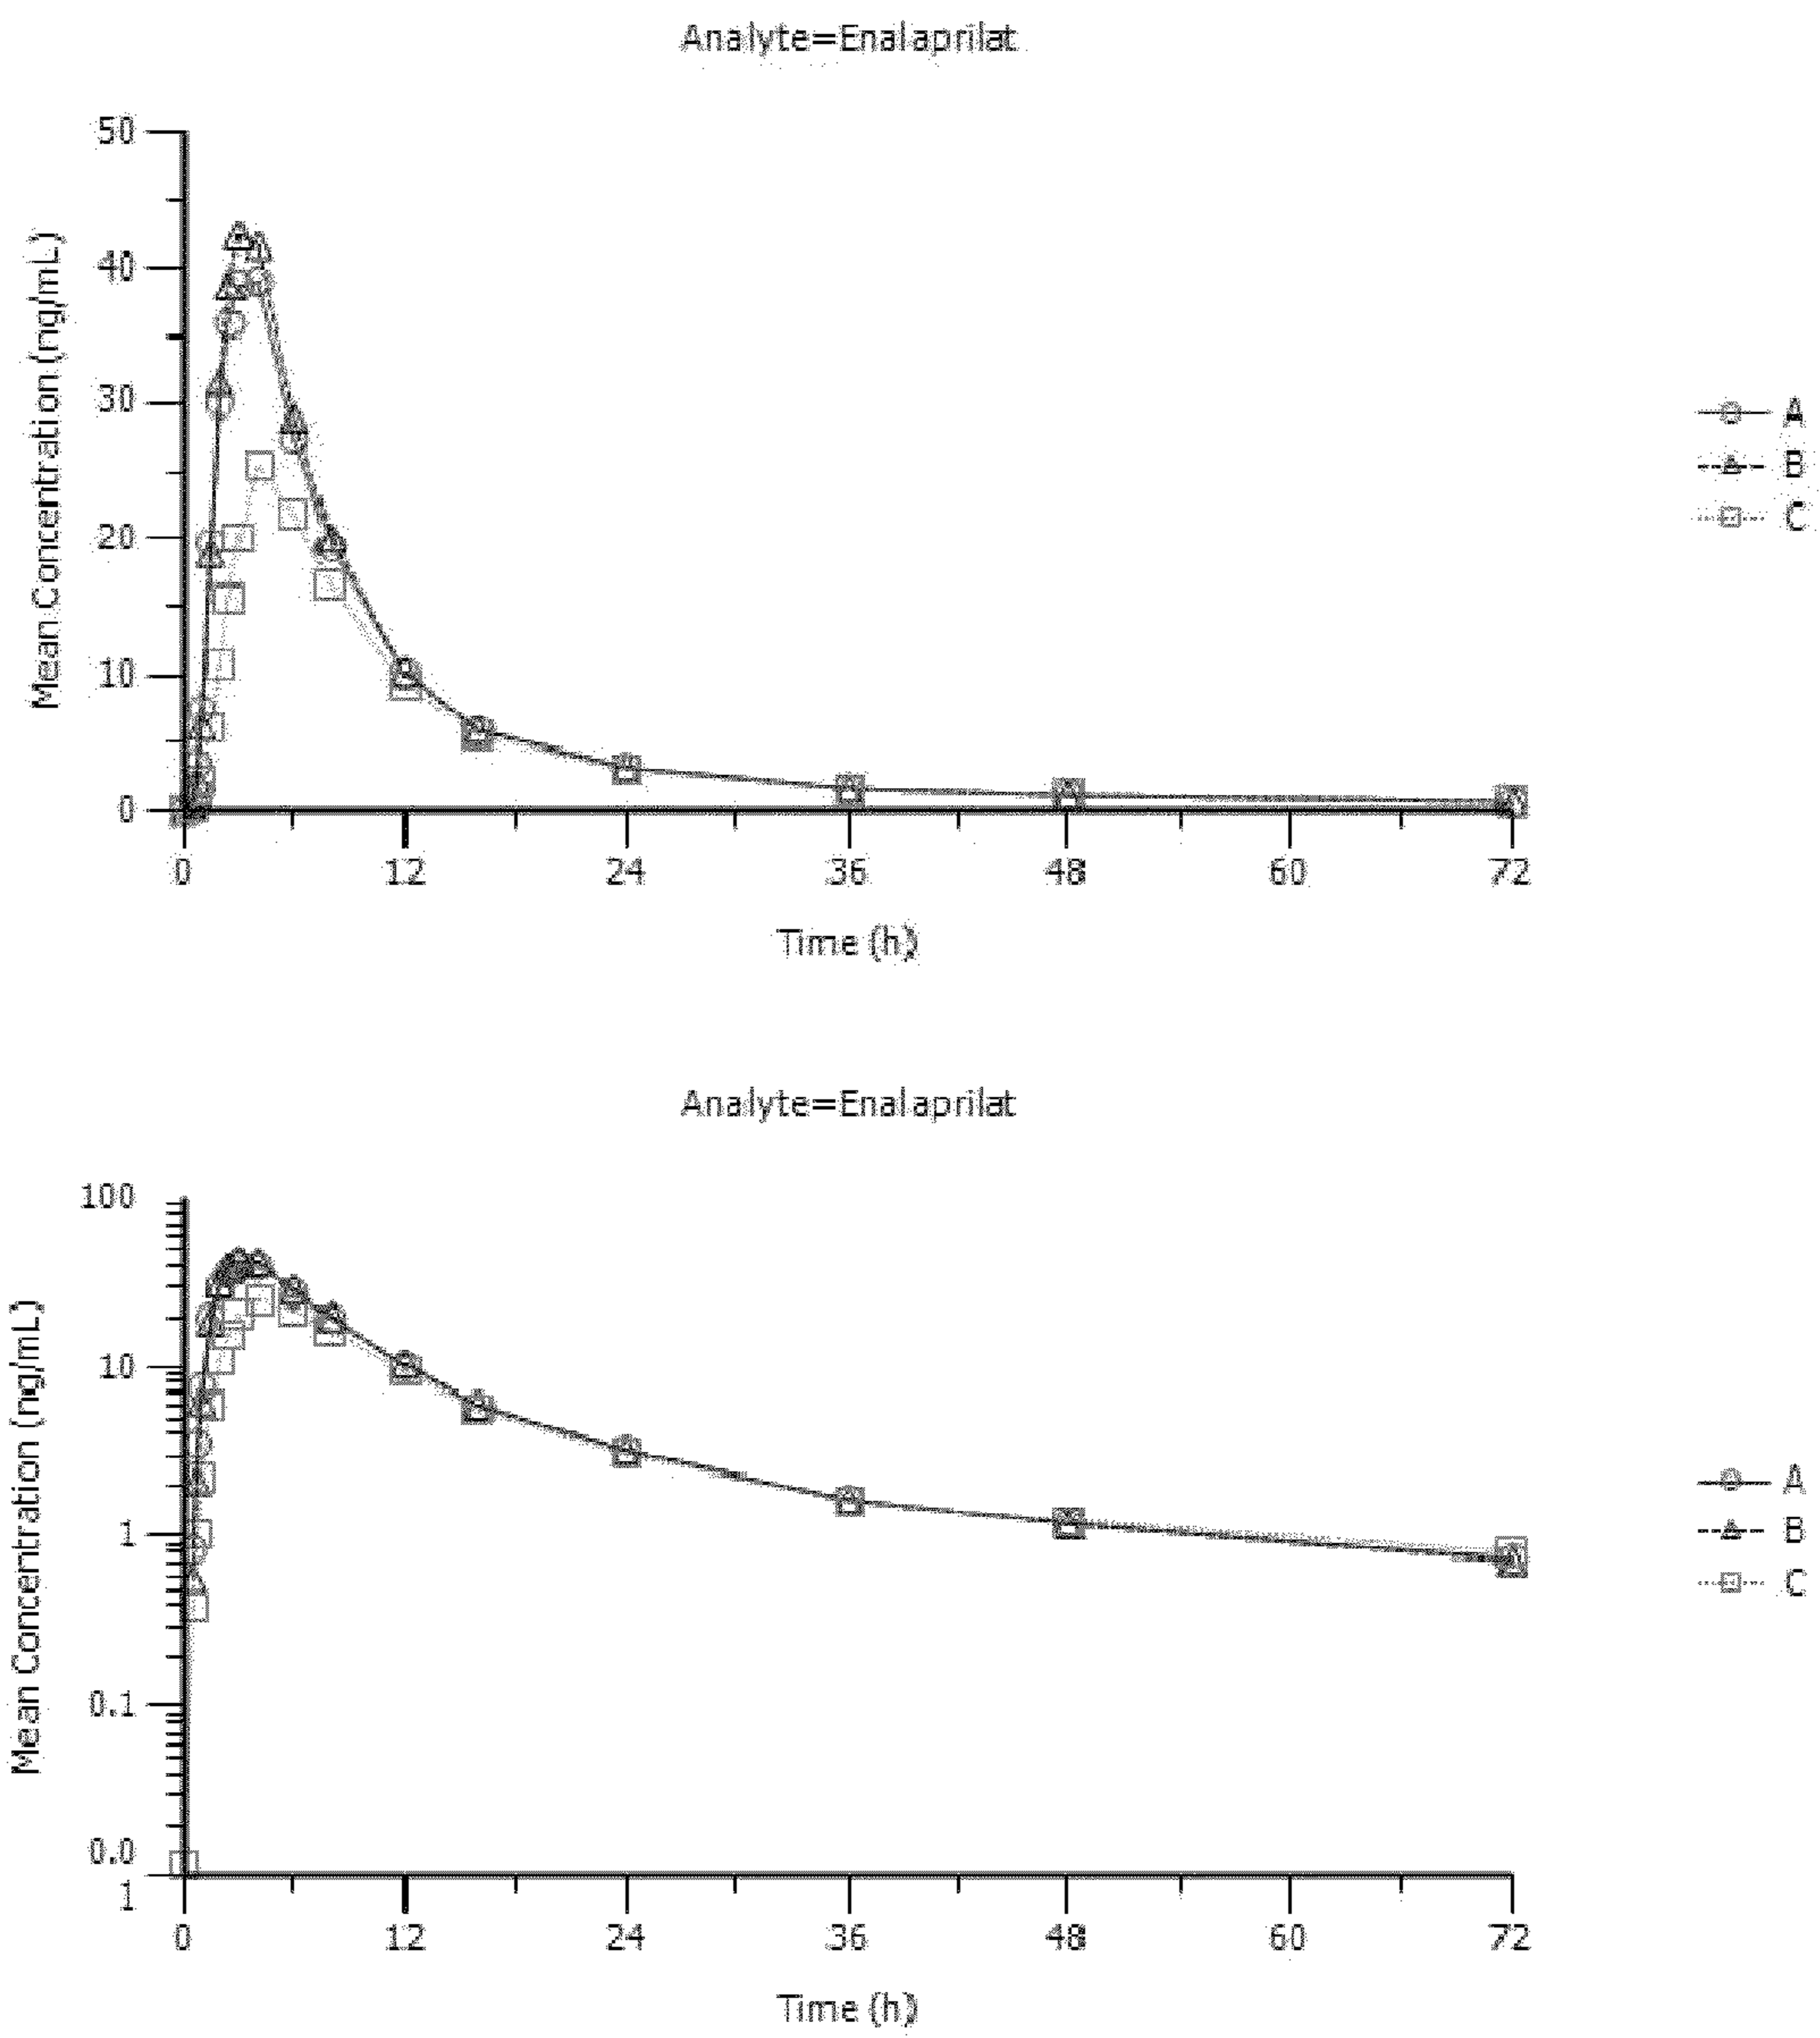 Analyte=Enalaprilat
Mean Concentration (ng/mL)
50
40
30
20
10
0
0 12 24 36 48 60 72
Time (h)
A
B
C
Analyte=Enalaprilat
Mean Concentration (ng/mL)
100
10
1
0.1
0.0
1
0 12 24 36 48 60 72
Time (h)
A
B
C